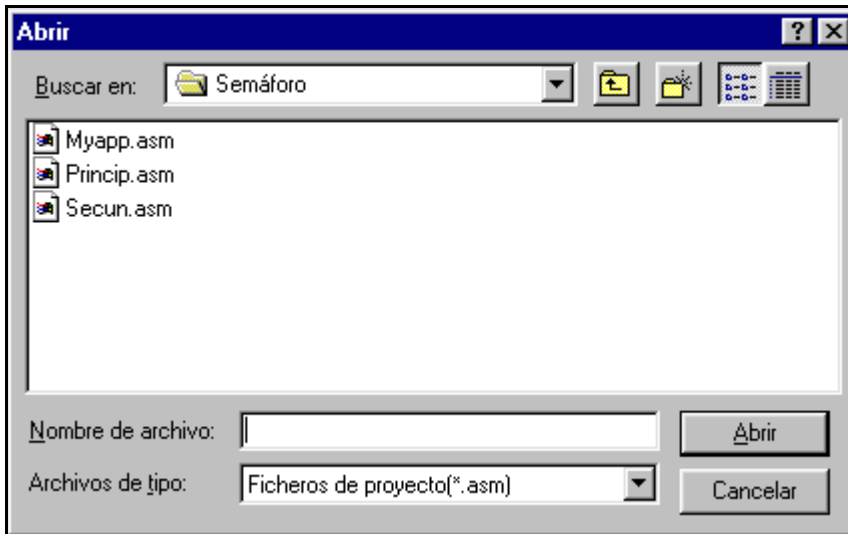 Abrir
Buscar en: Semáforo
Myapp.asm
Princip.asm
Secun.asm
Nombre de archivo: Abrir
Archivos de tipo: Ficheros de proyecto(*.asm) Cancelar